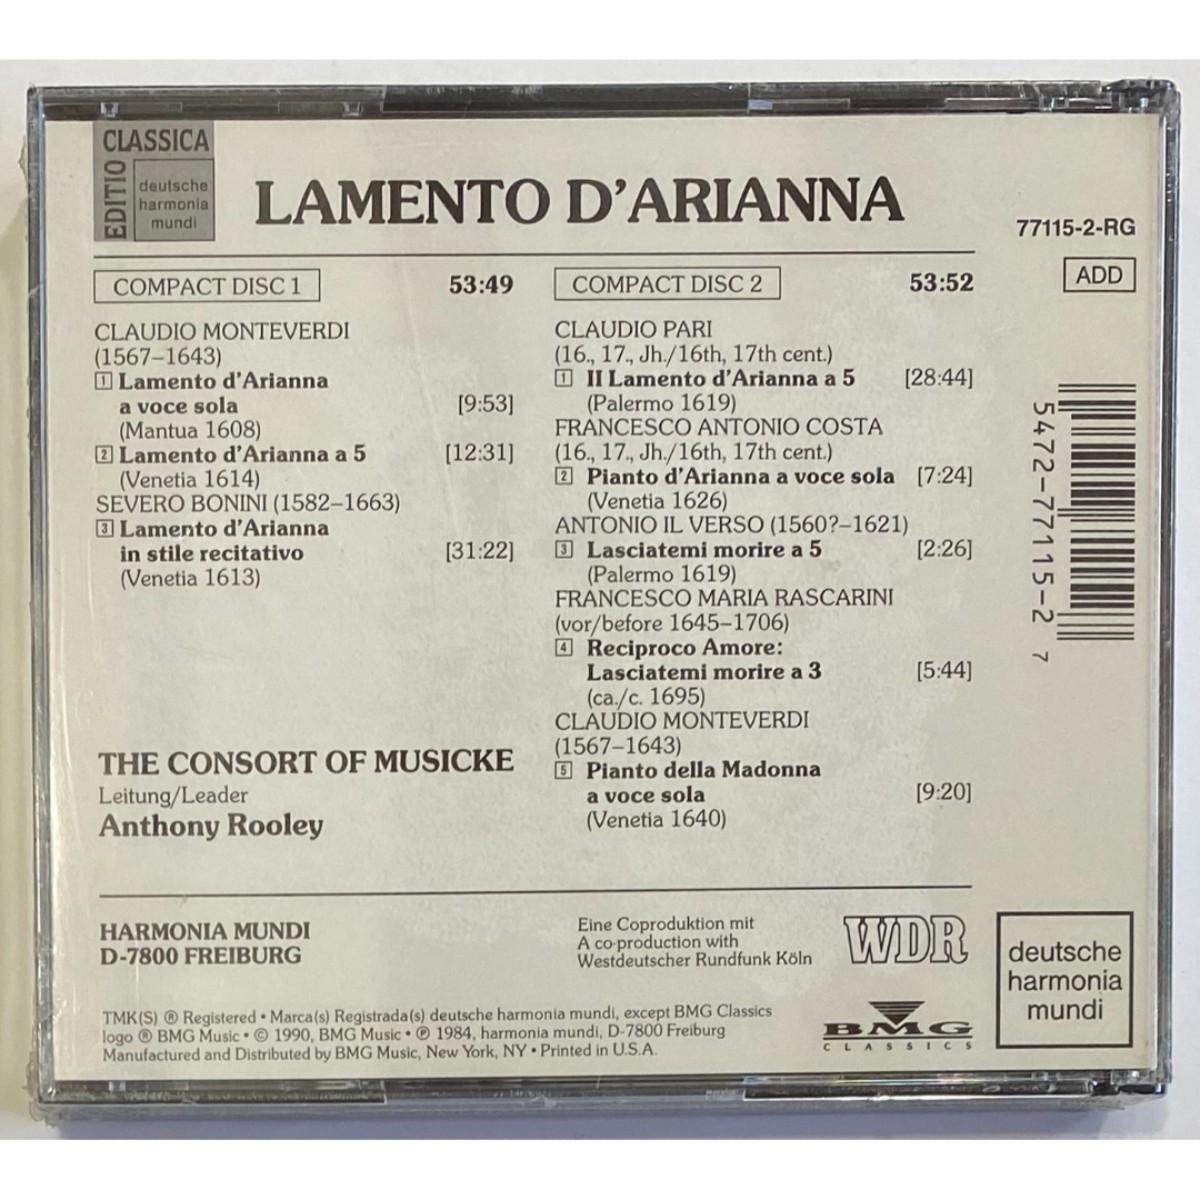 EDITIO CLASSICA
deutsche
harmonia
mundi
LAMENTO D'ARIANNA
77115-2-RG
ADD
COMPACT DISC 1 53:49
CLAUDIO MONTEVERDI
(1567–1643)
1 Lamento d'Arianna
a voce sola [9:53]
(Mantua 1608)
2 Lamento d'Arianna a 5 [12:31]
(Venetia 1614)
SEVERO BONINI (1582–1663)
3 Lamento d'Arianna
in stile recitativo [31:22]
(Venetia 1613)
THE CONSORT OF MUSICKE
Leitung/Leader
Anthony Rooley
COMPACT DISC 2 53:52
CLAUDIO PARI
(16., 17., Jh./16th, 17th cent.)
1 II Lamento d'Arianna a 5 [28:44]
(Palermo 1619)
FRANCESCO ANTONIO COSTA
(16., 17., Jh./16th, 17th cent.)
2 Pianto d'Arianna a voce sola [7:24]
(Venetia 1626)
ANTONIO IL VERSO (1560?–1621)
3 Lasciatemi morire a 5 [2:26]
(Palermo 1619)
FRANCESCO MARIA RASCARINI
(vor/before 1645–1706)
4 Reciproco Amore:
Lasciatemi morire a 3 [5:44]
(ca./c. 1695)
CLAUDIO MONTEVERDI
(1567–1643)
5 Pianto della Madonna
a voce sola [9:20]
(Venetia 1640)
5472-77115-2 7
HARMONIA MUNDI
D-7800 FREIBURG
Eine Coproduktion mit
A co-production with
Westdeutscher Rundfunk Köln
WDR
deutsche
harmonia
mundi
TMK(S) ® Registered • Marca(s) Registrada(s) deutsche harmonia mundi, except BMG Classics
logo ® BMG Music • © 1990, BMG Music • ℗ 1984, harmonia mundi, D-7800 Freiburg
Manufactured and Distributed by BMG Music, New York, NY • Printed in U.S.A.
BMG
CLASSICS